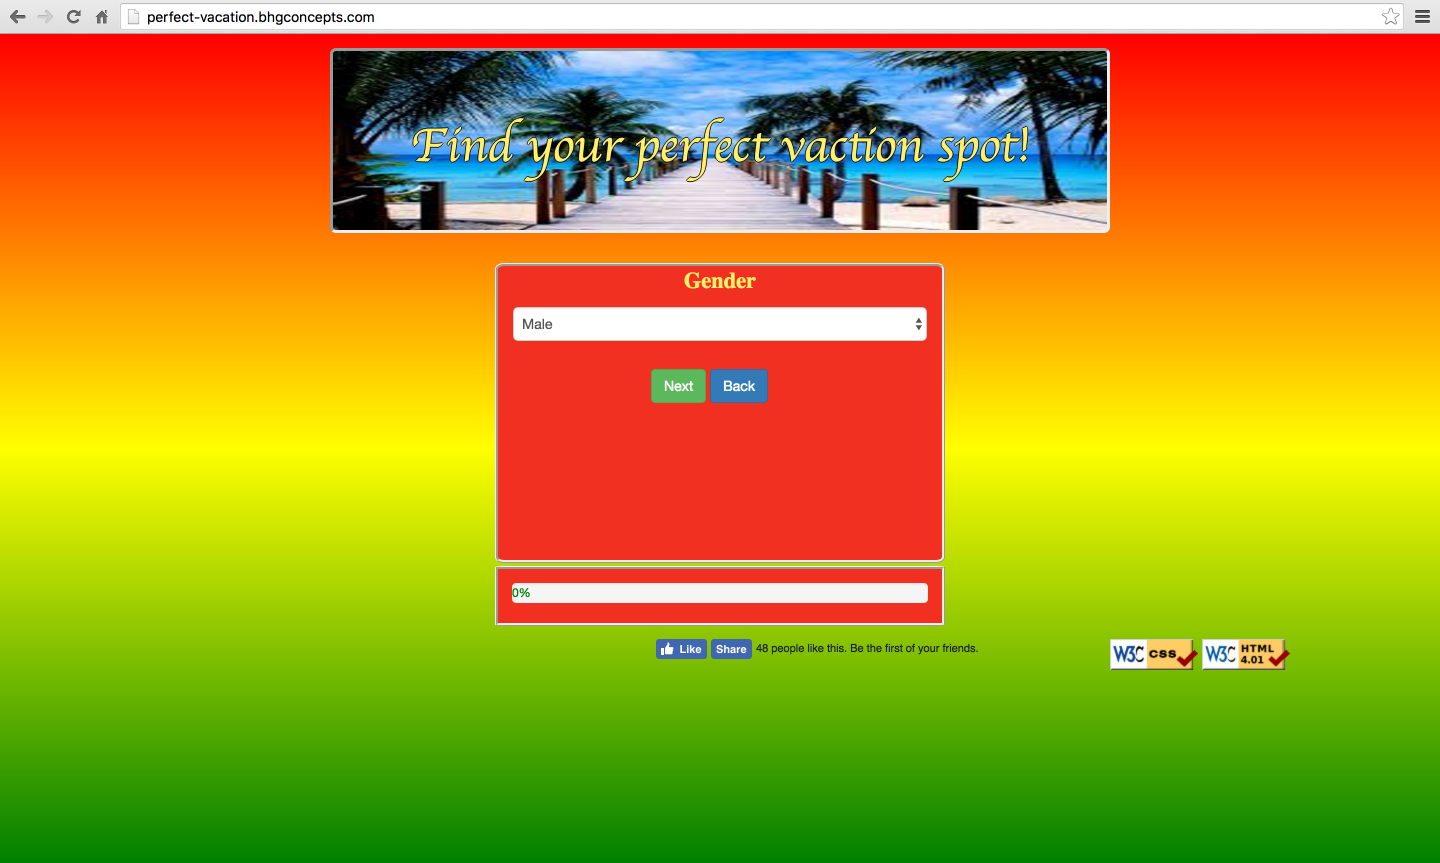 perfect-vacation.bhgconcepts.com
Find your perfect vaction spot!
Gender
Male
Next Back
0%
Like Share 48 people like this. Be the first of your friends.
W3C css W3C HTML 4.01